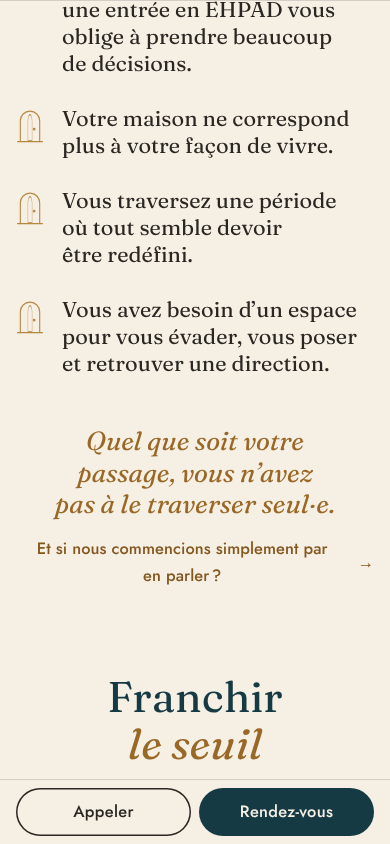 une entrée en EHPAD vous
oblige à prendre beaucoup
de décisions.
Votre maison ne correspond
plus à votre façon de vivre.
Vous traversez une période
où tout semble devoir
être redéfini.
Vous avez besoin d’un espace
pour vous évader, vous poser
et retrouver une direction.
Quel que soit votre
passage, vous n’avez
pas à le traverser seul·e.
Et si nous commencions simplement par
en parler ?
→
Franchir
le seuil
Appeler
Rendez-vous